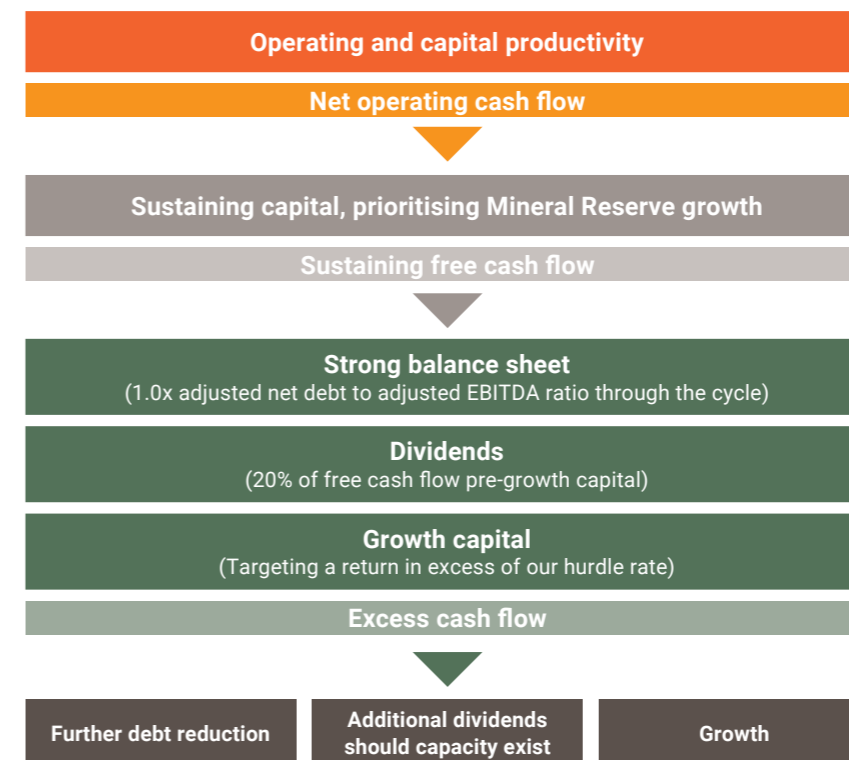 Operating and capital productivity
Net operating cash flow
Sustaining capital, prioritising Mineral Reserve growth
Sustaining free cash flow
Strong balance sheet
(1.0x adjusted net debt to adjusted EBITDA ratio through the cycle)
Dividends
(20% of free cash flow pre-growth capital)
Growth capital
(Targeting a return in excess of our hurdle rate)
Excess cash flow
Further debt reduction
Additional dividends
should capacity exist
Growth